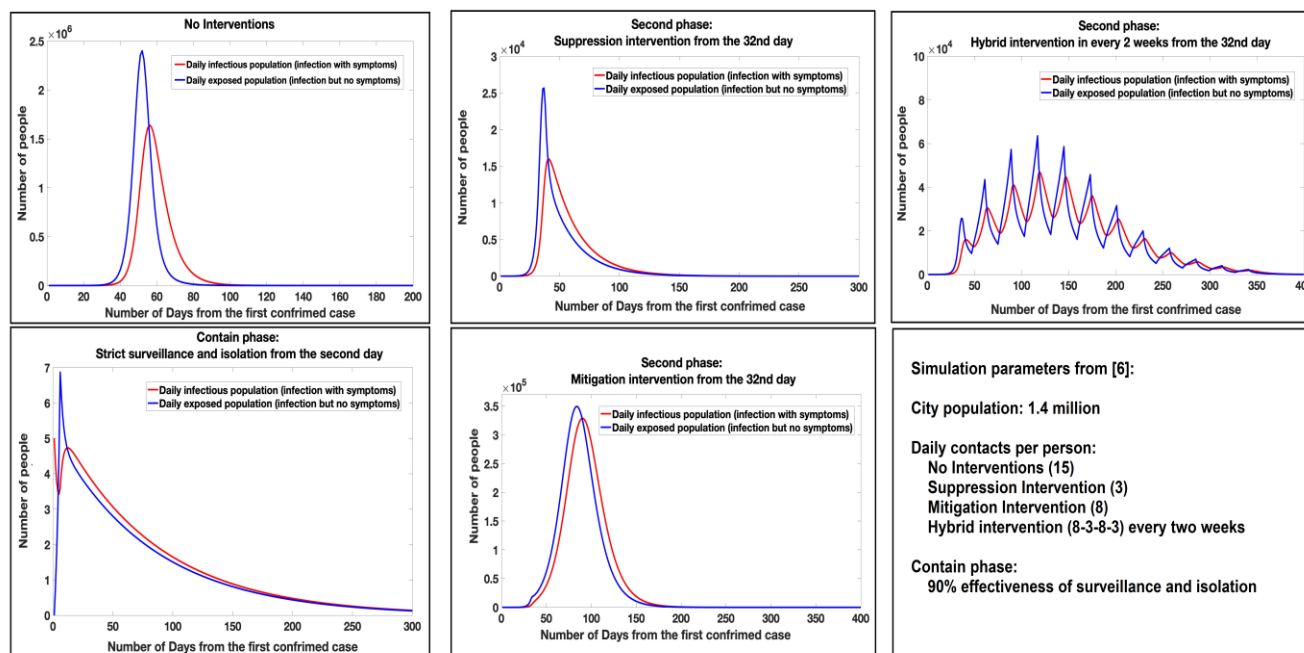 No Interventions
×10⁶
2.5
2
1.5
1
0.5
0
Number of people
Daily infectious population (infection with symptoms)
Daily exposed population (infection but no symptoms)
0 20 40 60 80 100 120 140 160 180 200
Number of Days from the first confrimed case
Second phase:
Suppression intervention from the 32nd day
×10⁴
3
2.5
2
1.5
1
0.5
0
Number of people
Daily infectious population (infection with symptoms)
Daily exposed population (infection but no symptoms)
0 50 100 150 200 250 300
Number of Days from the first confrimed case
Second phase:
Hybrid intervention in every 2 weeks from the 32nd day
×10⁴
10
8
6
4
2
0
Number of people
Daily infectious population (infection with symptoms)
Daily exposed population (infection but no symptoms)
0 50 100 150 200 250 300 350 400
Number of Days from the first confrimed case
Contain phase:
Strict surveillance and isolation from the second day
7
6
5
4
3
2
1
0
Number of people
Daily infectious population (infection with symptoms)
Daily exposed population (infection but no symptoms)
0 50 100 150 200 250 300
Number of Days from the first confrimed case
Second phase:
Mitigation intervention from the 32nd day
×10⁵
3.5
3
2.5
2
1.5
1
0.5
0
Number of people
Daily infectious population (infection with symptoms)
Daily exposed population (infection but no symptoms)
0 50 100 150 200 250 300 350 400
Number of Days from the first confrimed case
Simulation parameters from [6]:
City population: 1.4 million
Daily contacts per person:
No Interventions (15)
Suppression Intervention (3)
Mitigation Intervention (8)
Hybrid intervention (8-3-8-3) every two weeks
Contain phase:
90% effectiveness of surveillance and isolation